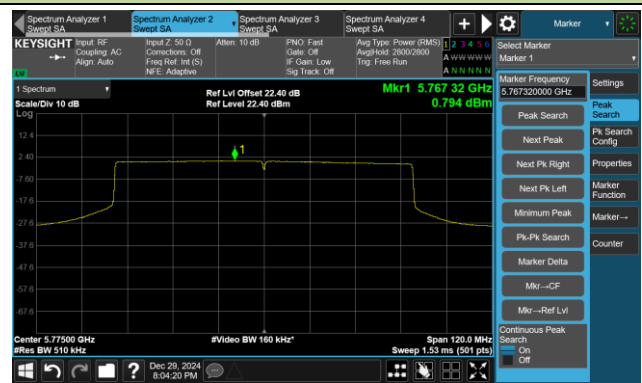 Spectrum Analyzer 1
Swept SA
Spectrum Analyzer 2
Swept SA
Spectrum Analyzer 3
Swept SA
Spectrum Analyzer 4
Swept SA
+
Marker
KEYSIGHT
Input: RF
Coupling: AC
Align: Auto
Input Z: 50 Ω
Corrections: Off
Freq Ref: Int (S)
NFE: Adaptive
Atten: 10 dB
PNO: Fast
Gate: Off
IF Gain: Low
Sig Track: Off
Avg Type: Power (RMS)
Avg|Hold: 2800/2800
Trig: Free Run
1 2 3 4 5 6
A W W W W W
A N N N N N
LXI
Select Marker
Marker 1
1 Spectrum
Scale/Div 10 dB
Log
Ref Lvl Offset 22.40 dB
Ref Level 22.40 dBm
Mkr1 5.767 32 GHz
0.794 dBm
1
12.4
2.40
-7.60
-17.6
-27.6
-37.6
-47.6
-57.6
-67.6
Center 5.77500 GHz
#Res BW 510 kHz
#Video BW 160 kHz*
Span 120.0 MHz
Sweep 1.53 ms (501 pts)
Marker Frequency
5.767320000 GHz
Peak Search
Next Peak
Next Pk Right
Next Pk Left
Minimum Peak
Pk-Pk Search
Marker Delta
Mkr→CF
Mkr→Ref Lvl
Continuous Peak
Search
On
Off
Settings
Peak
Search
Pk Search
Config
Properties
Marker
Function
Marker→
Counter
?
Dec 29, 2024
8:04:20 PM